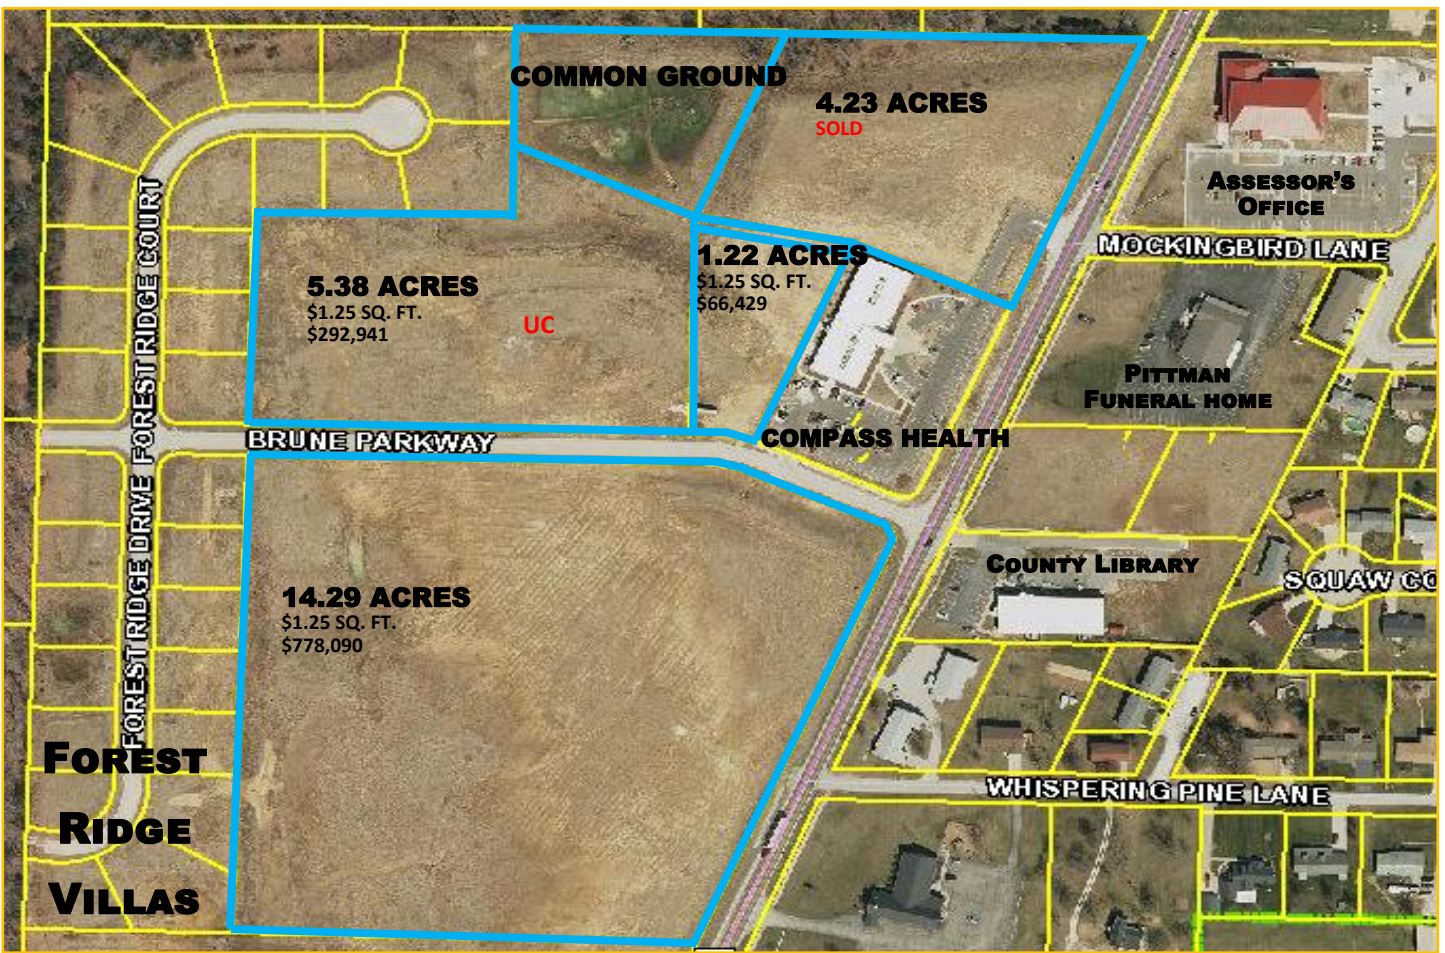 COMMON GROUND
4.23 ACRES
SOLD
ASSESSOR'S
OFFICE
MOCKINGBIRD LANE
1.22 ACRES
$1.25 SQ. FT.
$66,429
5.38 ACRES
$1.25 SQ. FT.
$292,941
UC
FOREST RIDGE COURT
PITTMAN
FUNERAL HOME
BRUNE PARKWAY
COMPASS HEALTH
COUNTY LIBRARY
SQUAW CO
14.29 ACRES
$1.25 SQ. FT.
$778,090
FOREST RIDGE DRIVE
WHISPERING PINE LANE
FOREST
RIDGE
VILLAS